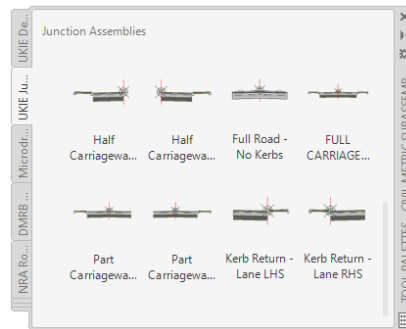 UKIE De...
UKIE Ju...
Microdr...
DMRB ...
NRA Ro...
Junction Assemblies
Half Half Full Road - FULL
Carriagewa... Carriagewa... No Kerbs CARRIAGE...
Part Part Kerb Return - Kerb Return -
Carriagewa... Carriagewa... Lane LHS Lane RHS
TOOL PALETTES - CIVIL METRIC SUBASSEMB